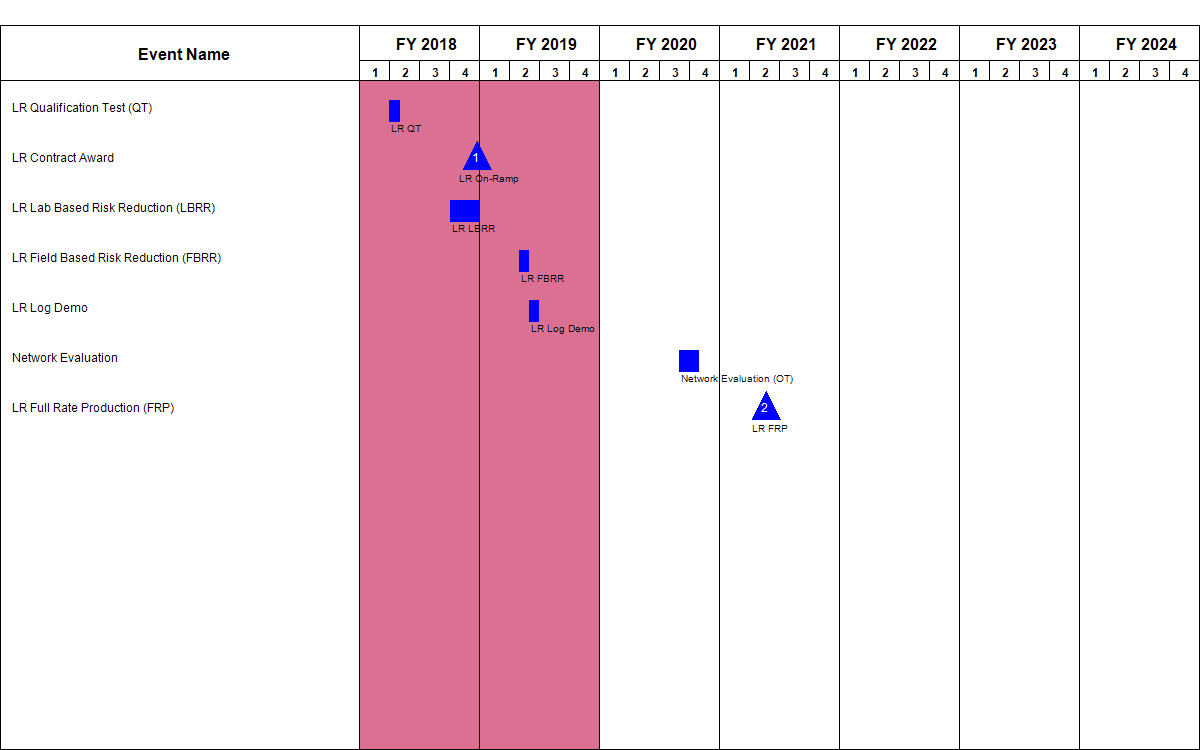 Event Name
FY 2018 FY 2019 FY 2020 FY 2021 FY 2022 FY 2023 FY 2024
1 2 3 4 1 2 3 4 1 2 3 4 1 2 3 4 1 2 3 4 1 2 3 4 1 2 3 4
LR Qualification Test (QT)
LR QT
LR Contract Award
1
LR On-Ramp
LR Lab Based Risk Reduction (LBRR)
LR LBRR
LR Field Based Risk Reduction (FBRR)
LR FBRR
LR Log Demo
LR Log Demo
Network Evaluation
Network Evaluation (OT)
LR Full Rate Production (FRP)
2
LR FRP